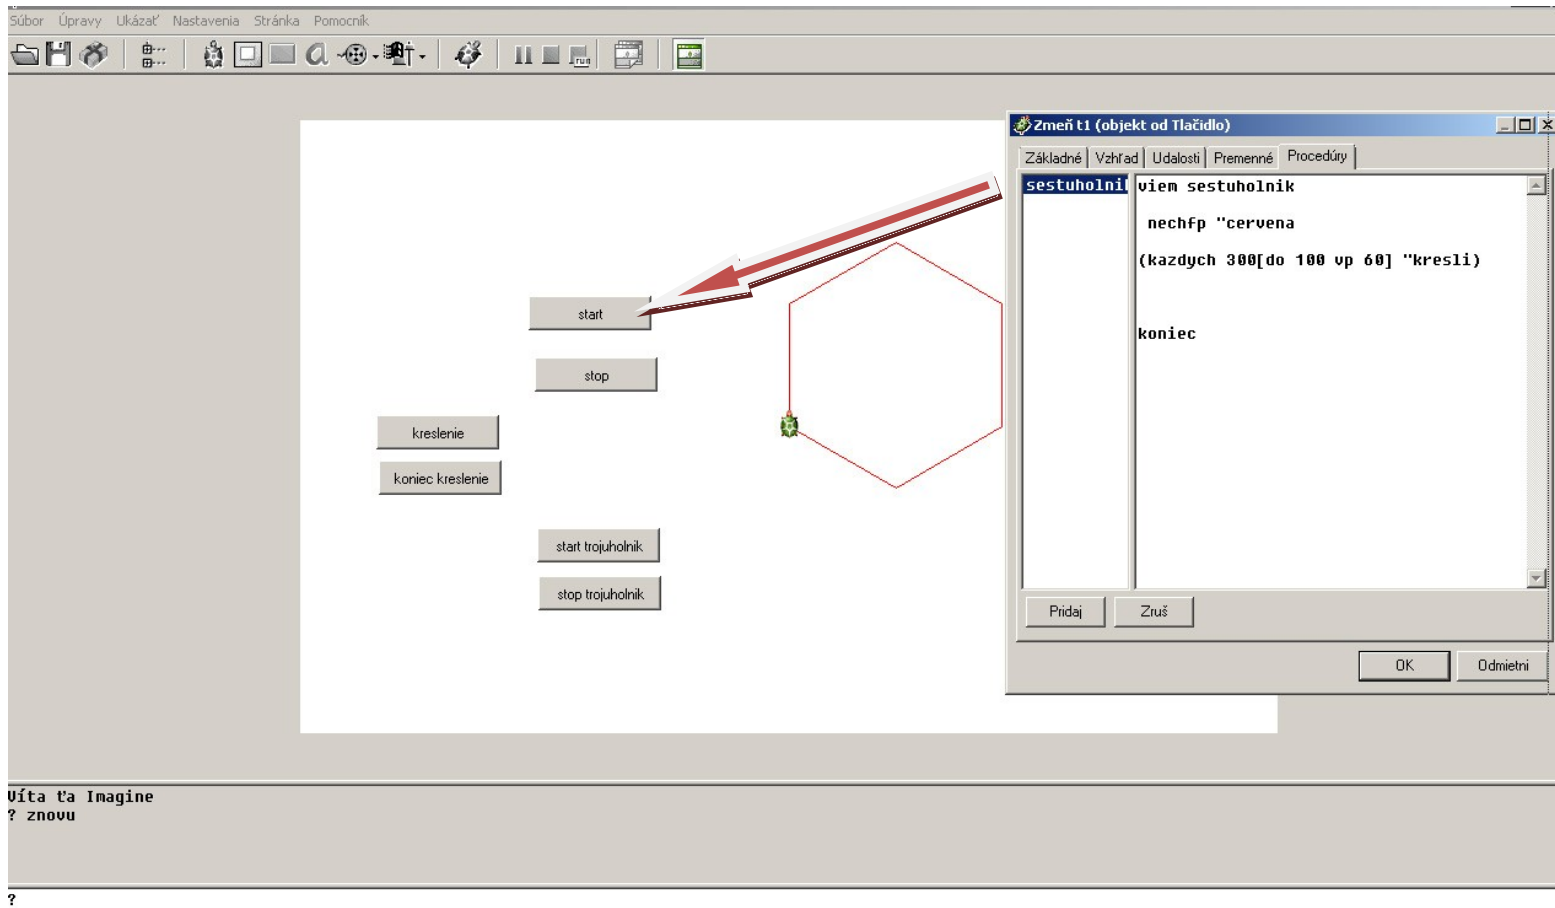 Súbor Úpravy Ukázať Nastavenia Stránka Pomocník
run
Zmeň t1 (objekt od Tlačidlo)
Základné Vzhľad Udalosti Premenné Procedúry
sestuholnik
viem sestuholnik
nechfp "cervena
(kazdych 300[do 100 vp 60] "kresli)
koniec
start
stop
kreslenie
koniec kreslenie
start trojuholnik
stop trojuholnik
Pridaj Zruš
OK Odmietni
Víta ťa Imagine
? znovu
?